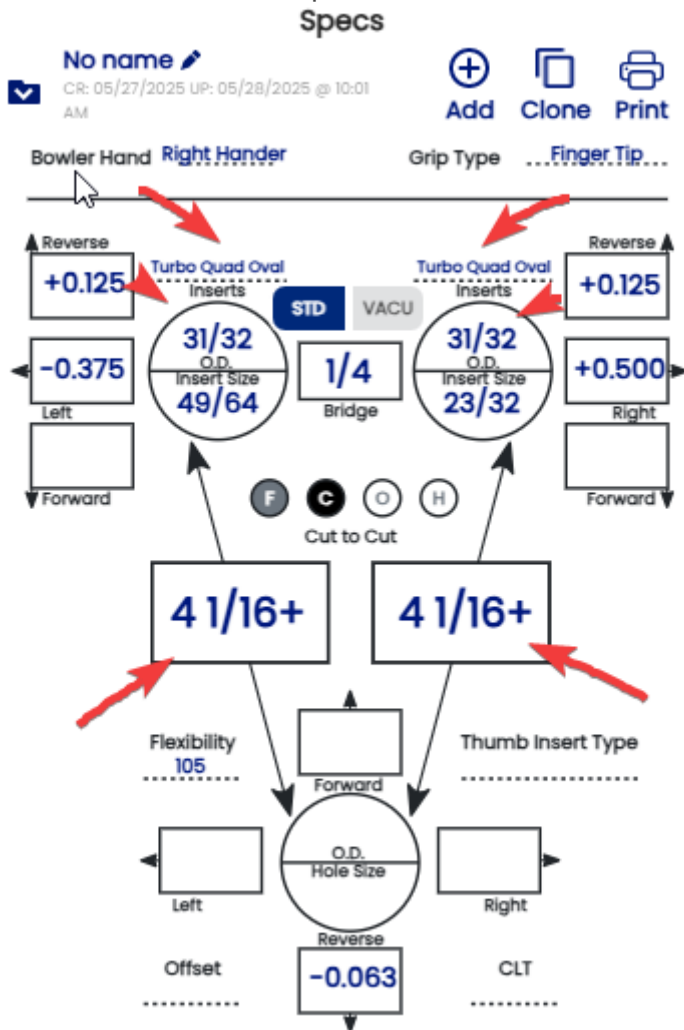 Specs
No name
CR: 05/27/2025 UP: 05/28/2025 @ 10:01
AM
Add Clone Print
Bowler Hand Right Hander Grip Type Finger Tip
Reverse Reverse
+0.125 Turbo Quad Oval Turbo Quad Oval +0.125
Inserts Inserts
STD VACU
31/32 31/32
-0.375 O.D. 1/4 O.D. +0.500
Insert Size Insert Size
49/64 Bridge 23/32
Left Right
Forward F C O H Forward
Cut to Cut
4 1/16+ 4 1/16+
Flexibility Thumb Insert Type
105
Forward
O.D.
Hole Size
Left Right
Reverse
Offset -0.063 CLT